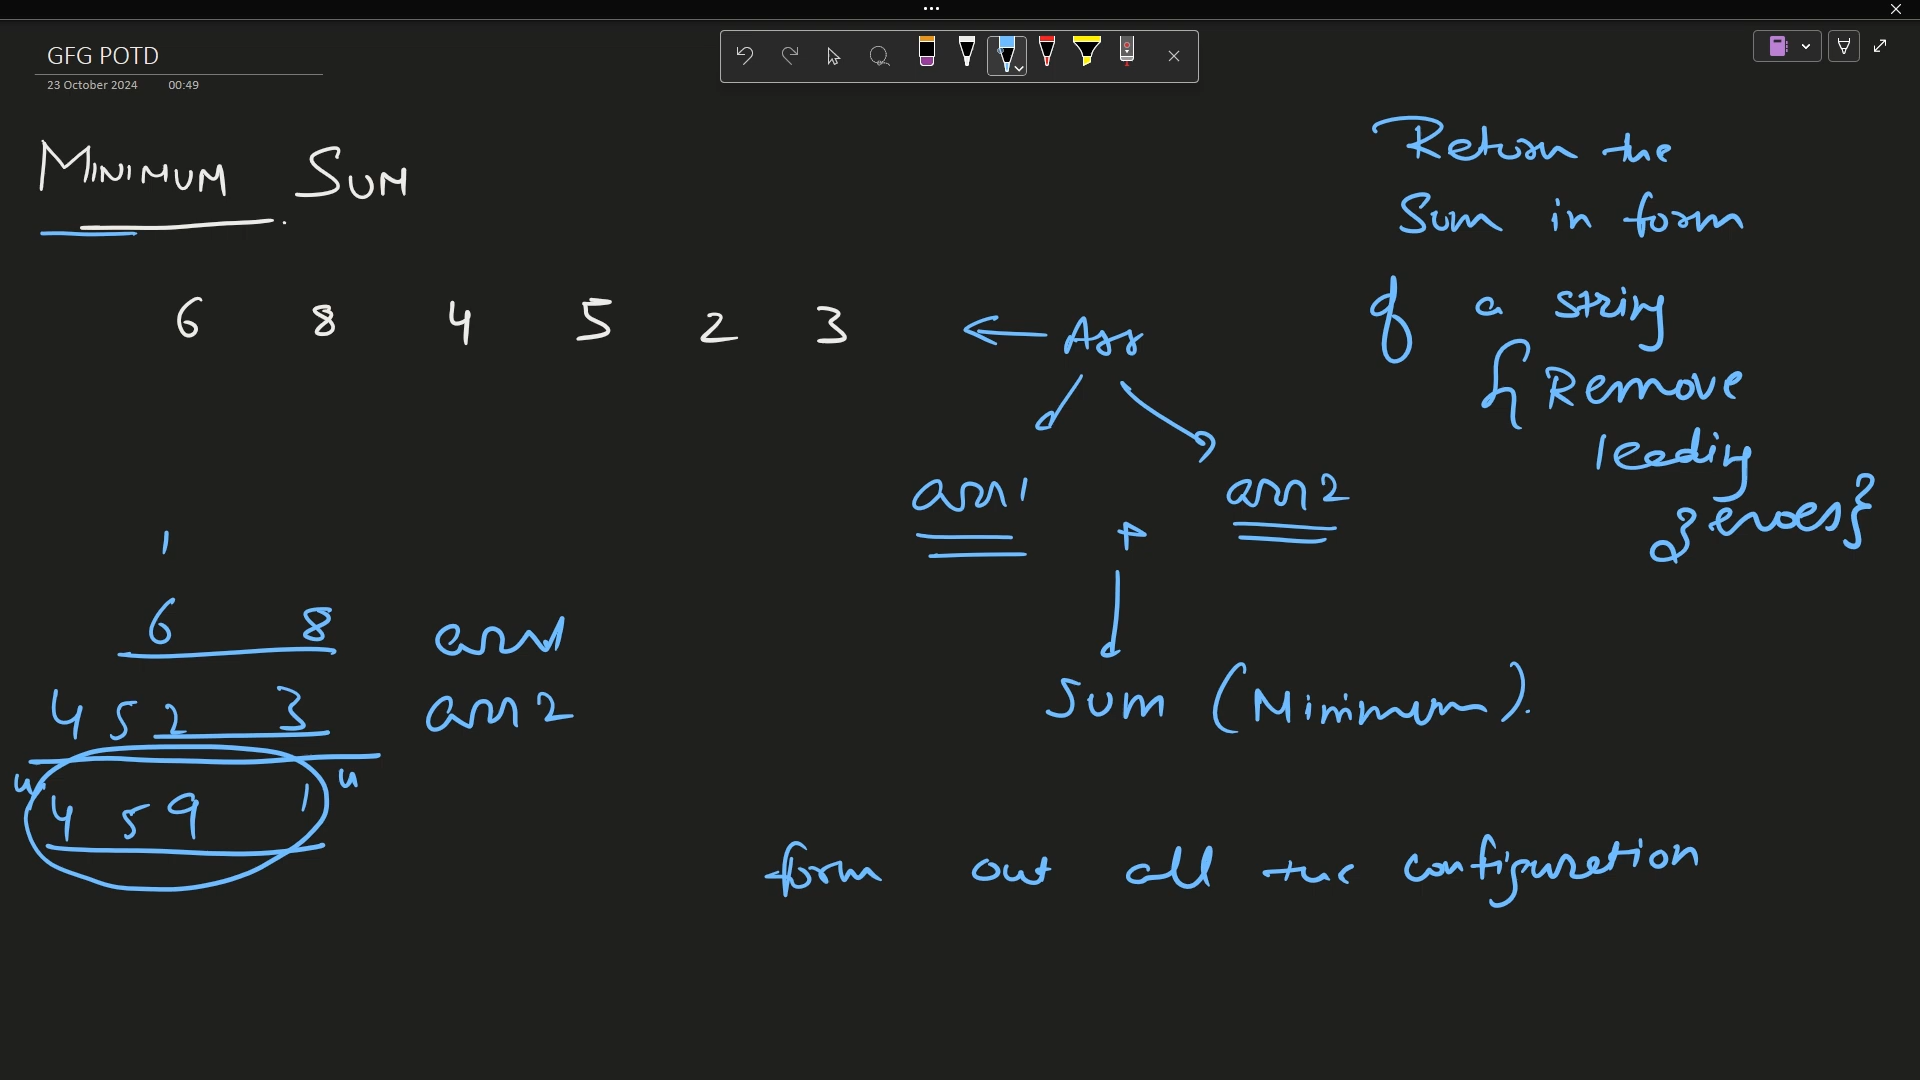 GFG POTD
23 October 2024 00:49
MINIMUM SUM
6 8 4 5 2 3 ← Arr
Return the
Sum in form
of a string
{ Remove
leading
zeroes }
arr1 + arr2
Sum (Minimum).
1
6 8 arr1
4 5 2 3 arr2
" 4 5 9 1 "
form out all the configuration